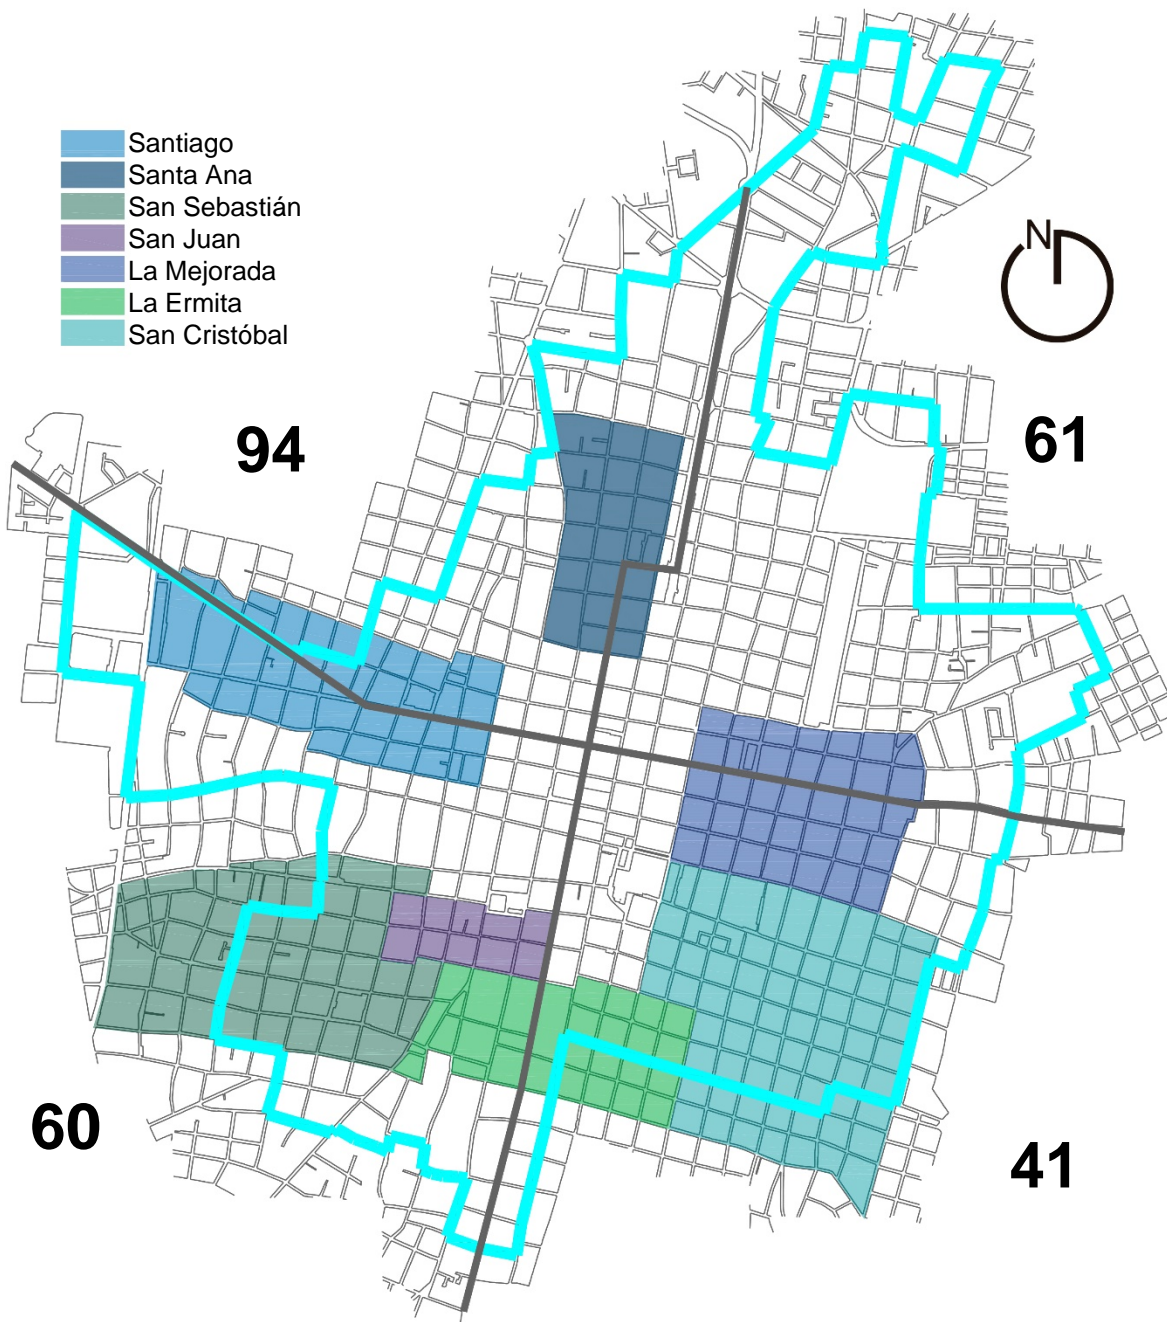 Santiago
Santa Ana
San Sebastián
San Juan
La Mejorada
La Ermita
San Cristóbal
N
94
61
60
41